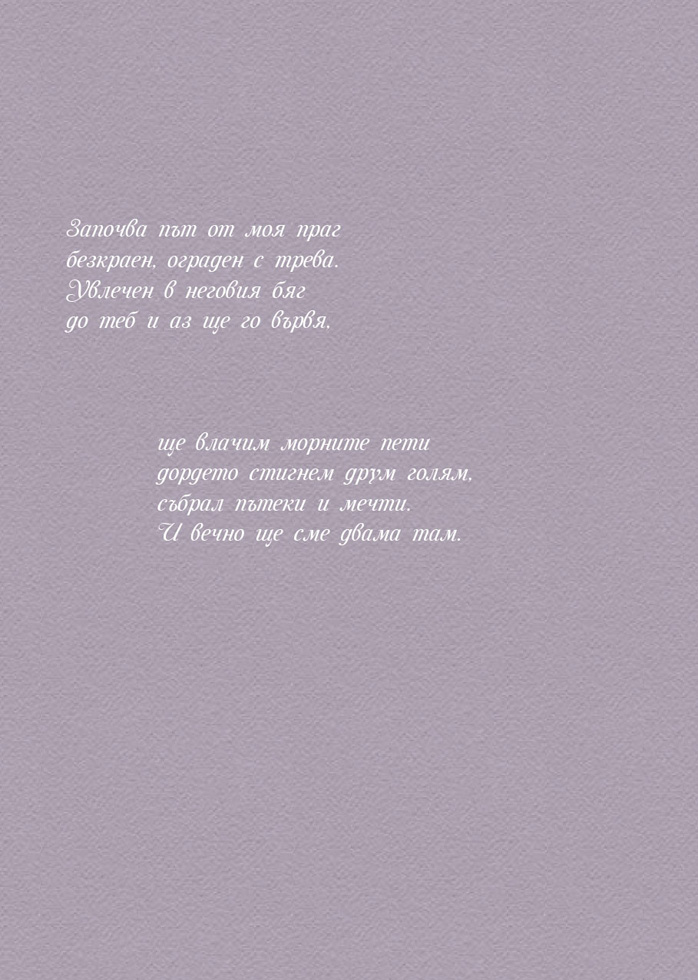 Започва път от моя праг
безкраен, ограден с трева.
Увлечен в неговия бяг
до теб и аз ще го вървя,
ще влачим морните пети
дордето стигнем друм голям,
събрал пътеки и мечти.
И вечно ще сме двама там.